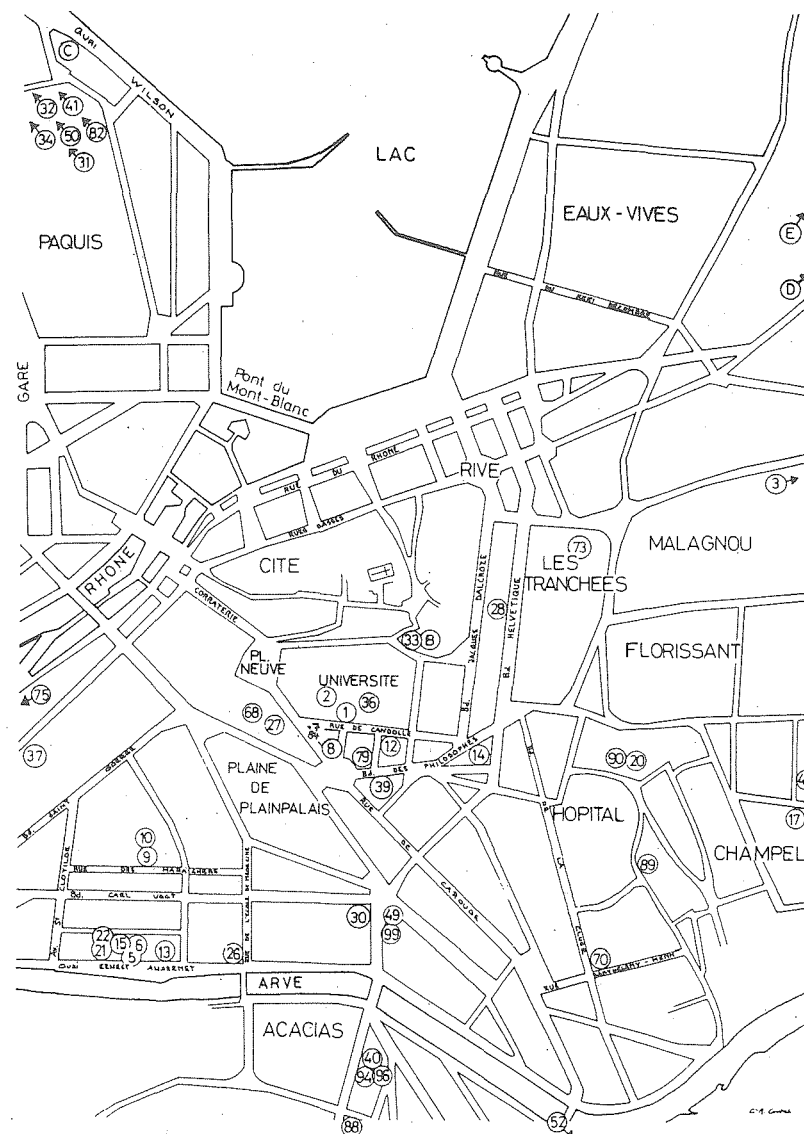 C
QUAI WILSON
32
41
34
50
82
31
LAC
EAUX-VIVES
PAQUIS
E
D
GARE
Pont du
Mont-Blanc
RUE DU RHONE
RIVE
3
RUES BASSES
73
MALAGNOU
CITE
LES
TRANCHEES
RHONE
CORRATERIE
JACQUES DALCROZE
Bd.
28
HELVETIQUE
Bd.
33
B
FLORISSANT
PL.
NEUVE
UNIVERSITE
75
2
36
1
68
27
RUE DE CANDOLLE
37
8
79
12
14
Bd. DES PHILOSOPHES
39
90
20
PLAINE
DE
PLAINPALAIS
HOPITAL
17
10
9
CHAMPEL
RUE DE CAROUGE
89
Bd. CARL VOGT
RUE DE L'ECOLE DE MEDECINE
30
49
99
22
15
6
21
5
13
26
70
QUAI ERNEST ANSERMET
ARVE
ACACIAS
40
94
96
88
52